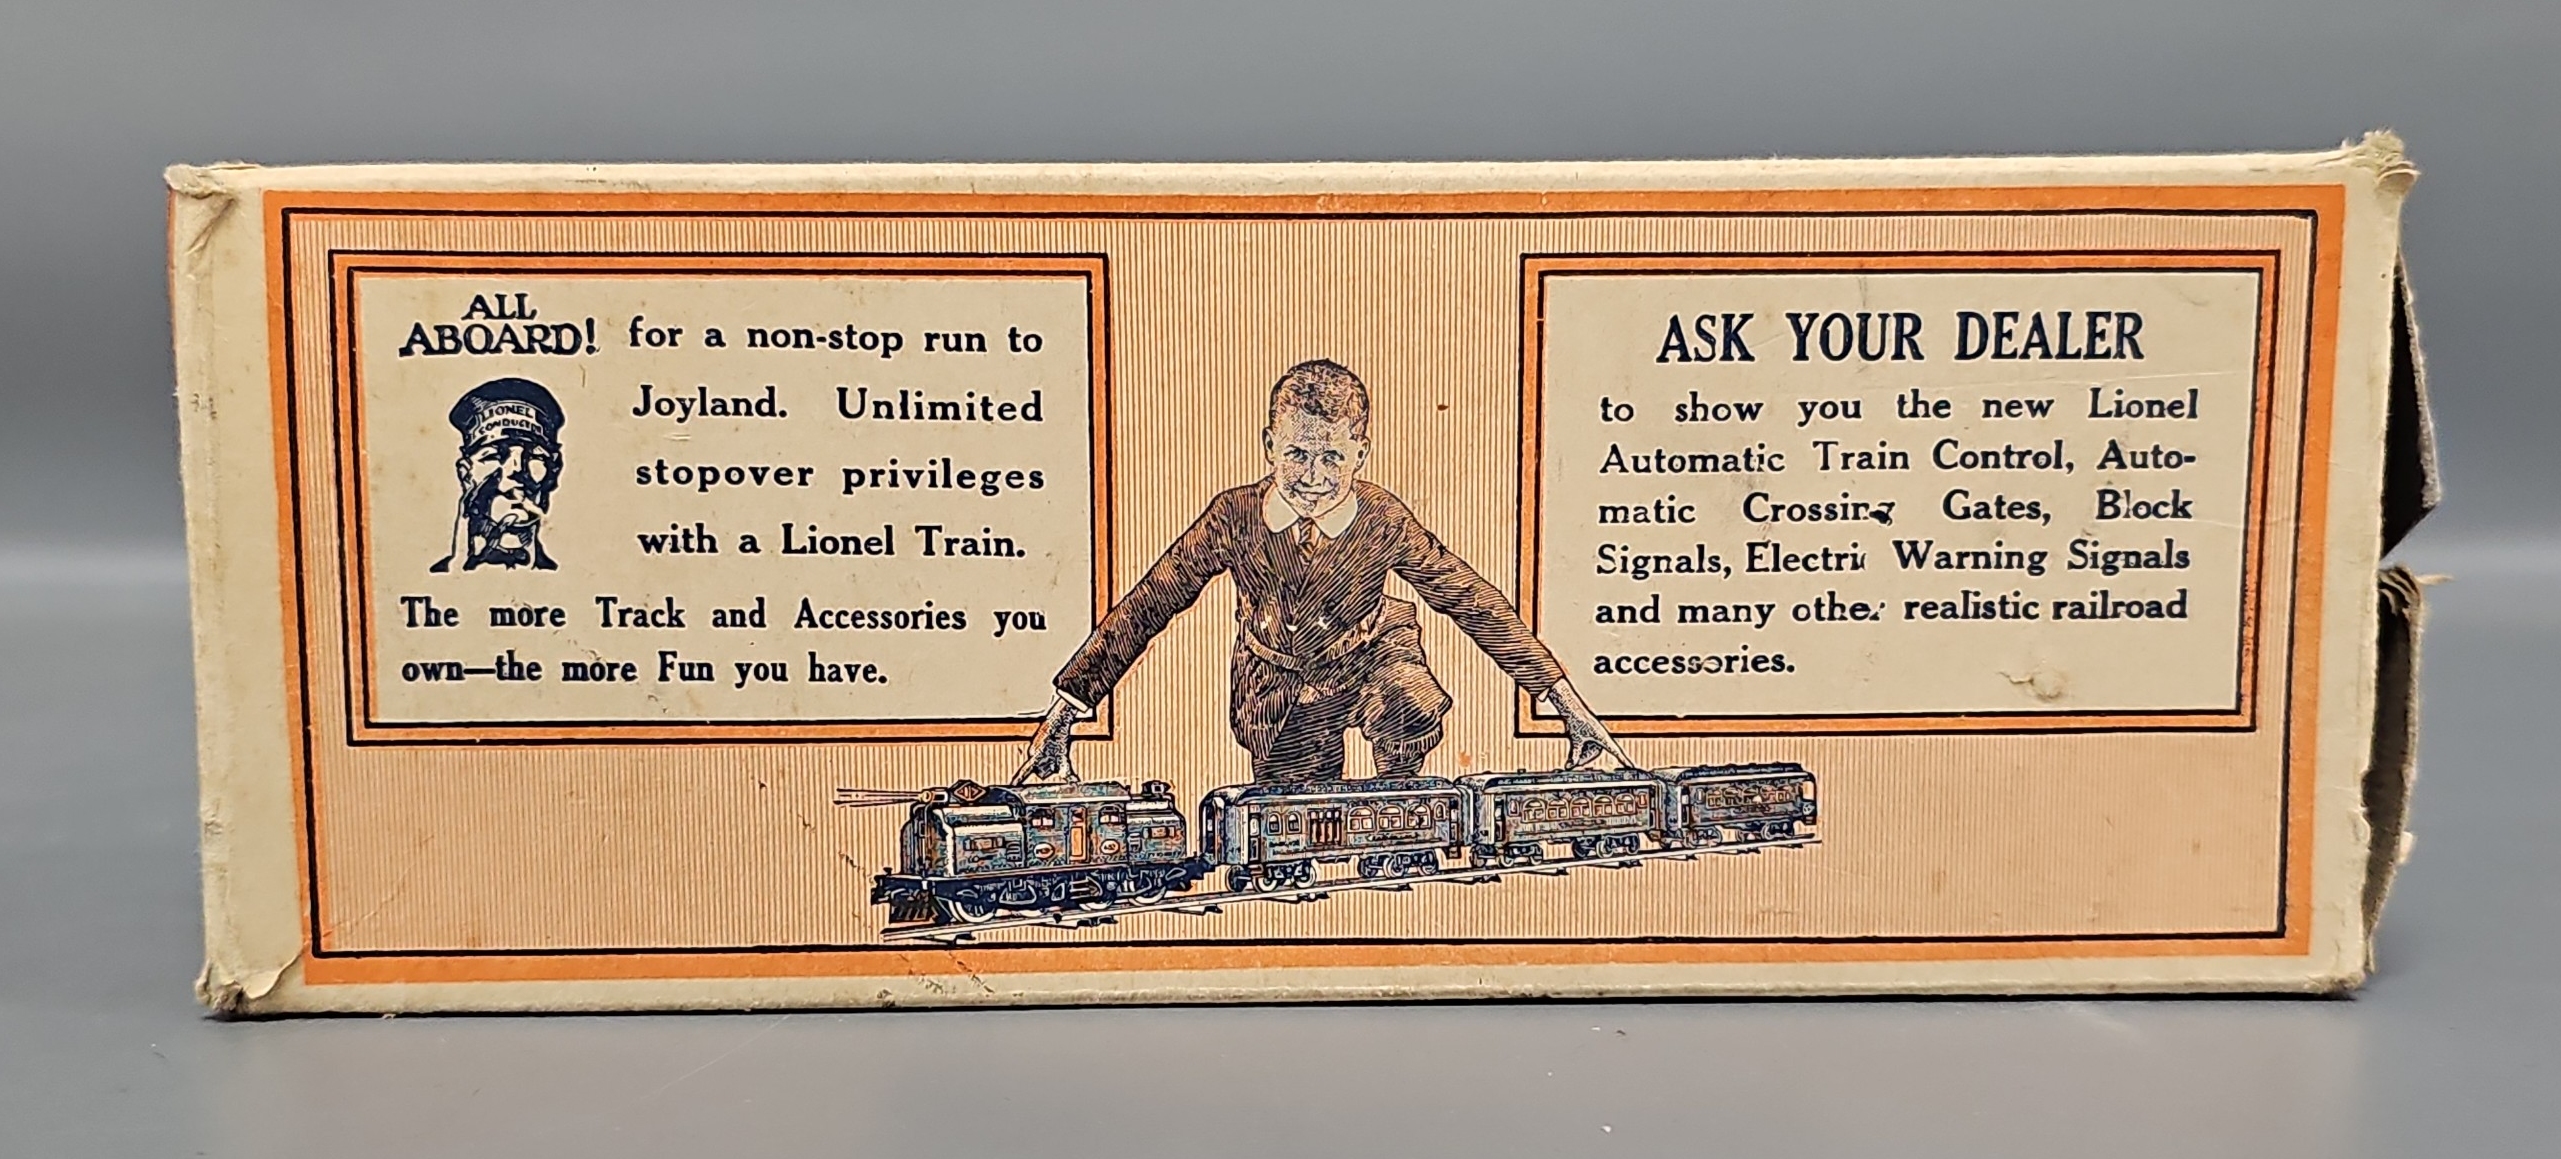 ALL
ABOARD! for a non-stop run to
Joyland. Unlimited
LIONEL
CONDUCTOR
stopover privileges
with a Lionel Train.
The more Track and Accessories you
own—the more Fun you have.
ASK YOUR DEALER
to show you the new Lionel
Automatic Train Control, Auto-
matic Crossing Gates, Block
Signals, Electric Warning Signals
and many other realistic railroad
accessories.